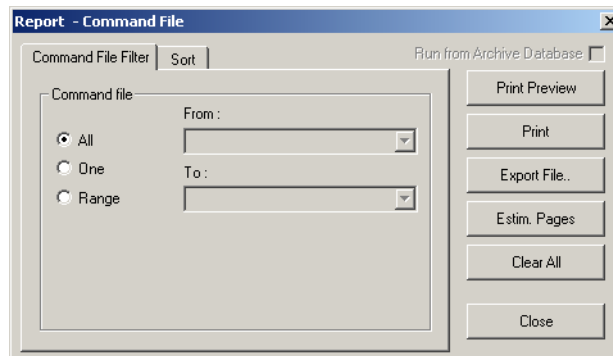 Report - Command File
Command File Filter
Sort
Run from Archive Database
Command file
From :
All
One
To :
Range
Print Preview
Print
Export File..
Estim. Pages
Clear All
Close